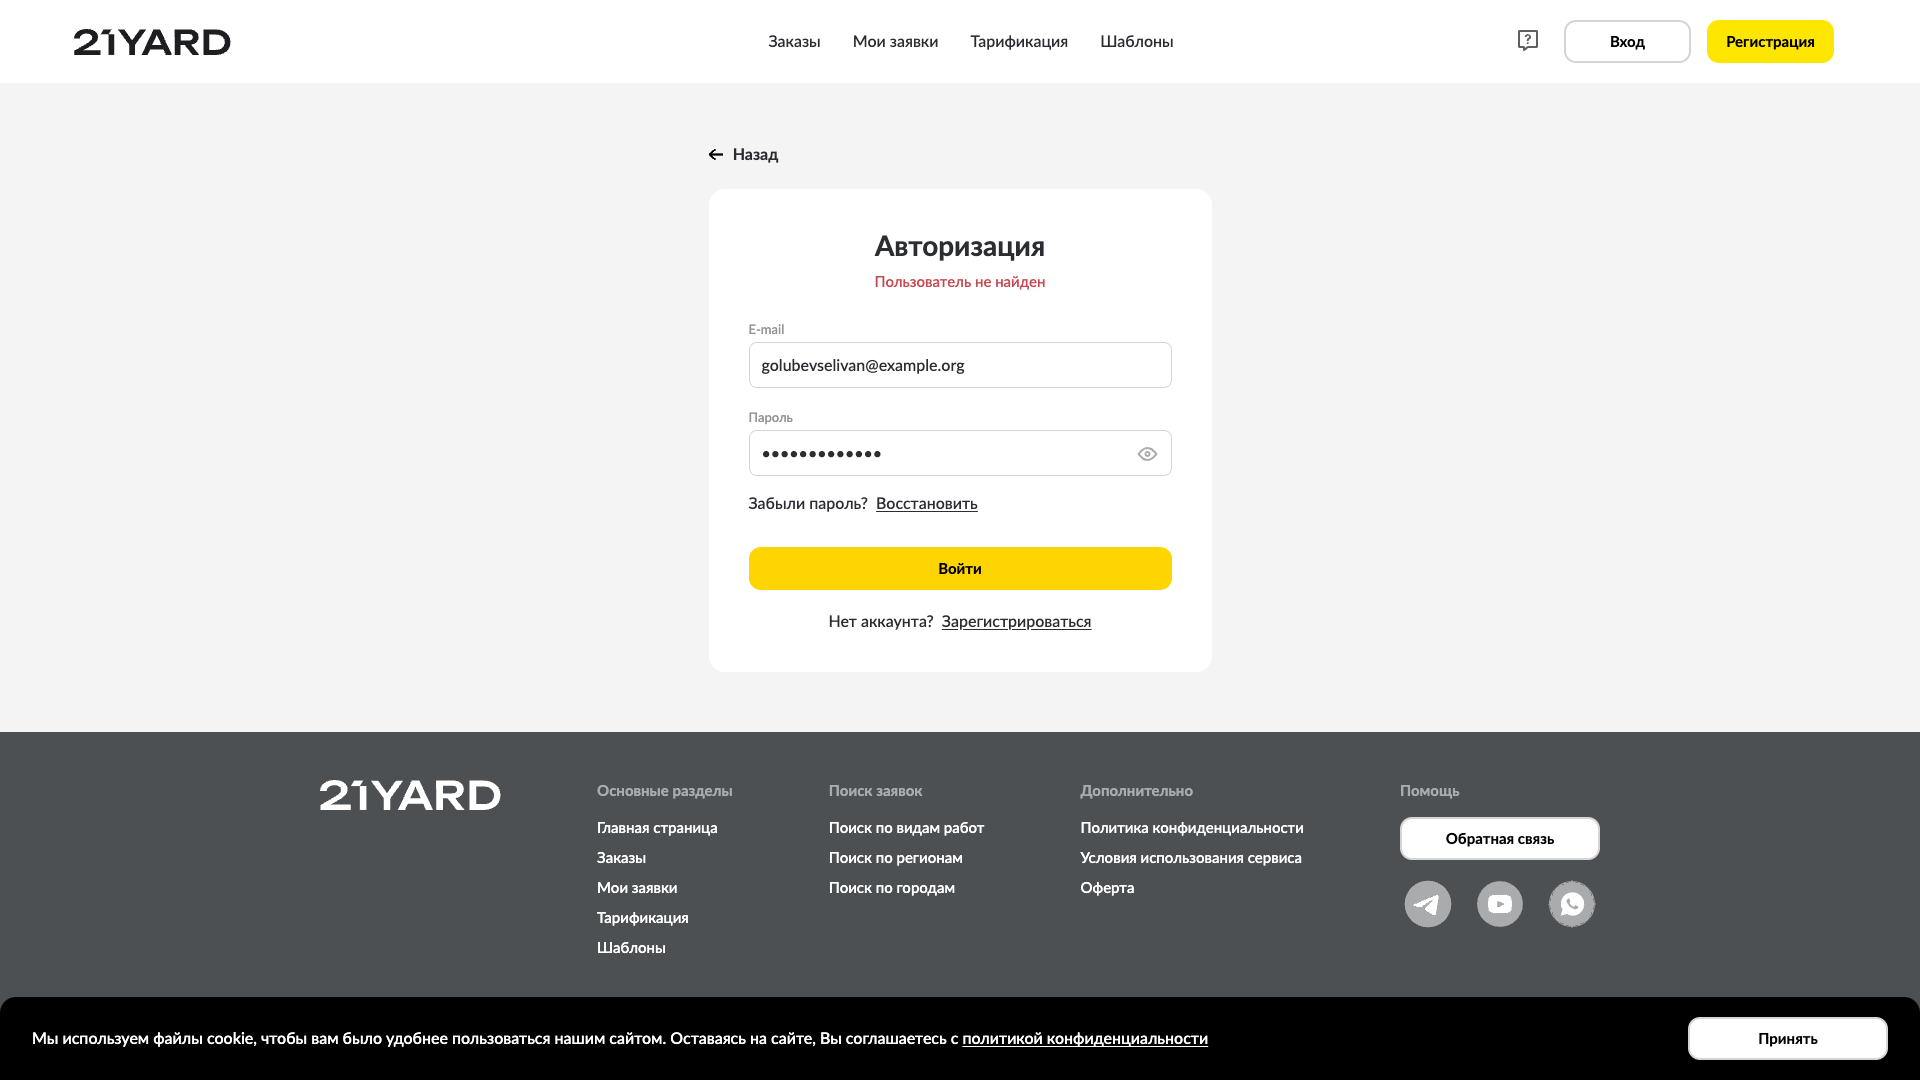 21YARD
Заказы
Мои заявки
Тарификация
Шаблоны
Вход
Регистрация
Назад
Авторизация
Пользователь не найден
E-mail
golubevselivan@example.org
Пароль
•••••••••••••
Забыли пароль? Восстановить
Войти
Нет аккаунта? Зарегистрироваться
21YARD
Основные разделы
Главная страница
Заказы
Мои заявки
Тарификация
Шаблоны
Поиск заявок
Поиск по видам работ
Поиск по регионам
Поиск по городам
Дополнительно
Политика конфиденциальности
Условия использования сервиса
Оферта
Помощь
Обратная связь
Мы используем файлы cookie, чтобы вам было удобнее пользоваться нашим сайтом. Оставаясь на сайте, Вы соглашаетесь с политикой конфиденциальности
Принять